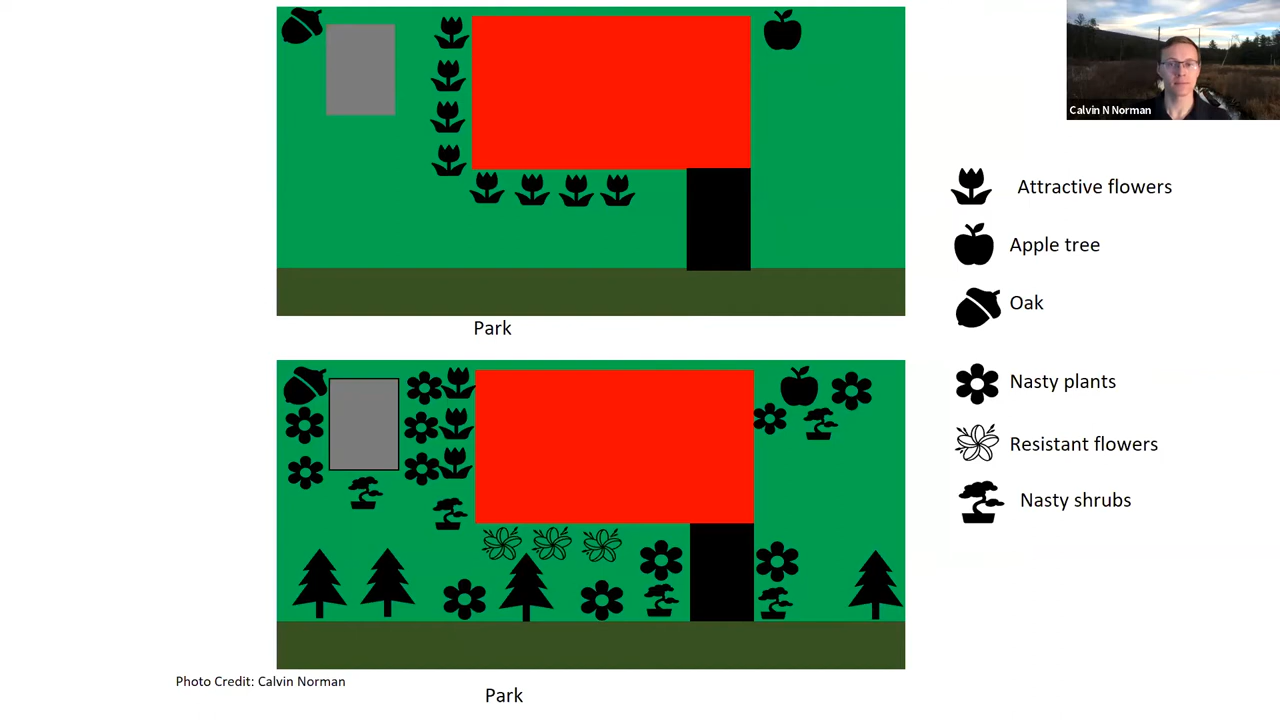 Calvin N Norman
Attractive flowers
Apple tree
Oak
Park
Nasty plants
Resistant flowers
Nasty shrubs
Photo Credit: Calvin Norman
Park